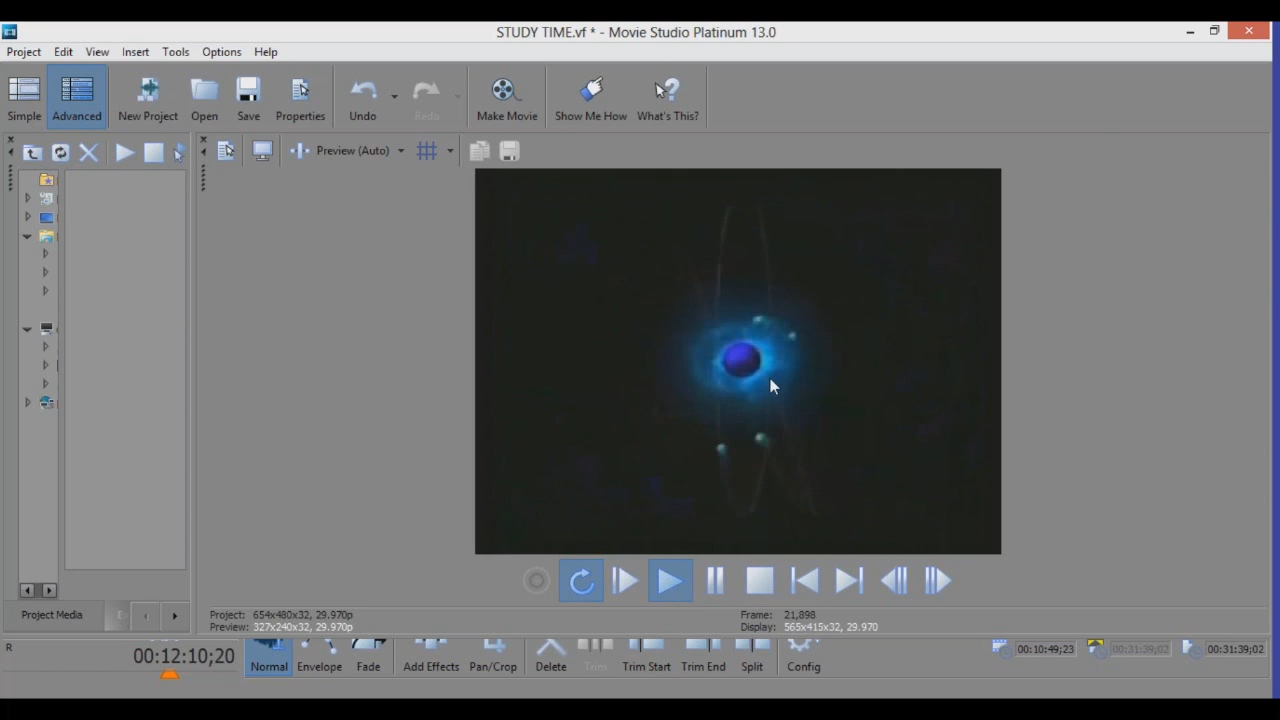 STUDY TIME.vf * - Movie Studio Platinum 13.0
Project Edit View Insert Tools Options Help
Simple Advanced New Project Open Save Properties Undo Redo Make Movie Show Me How What's This?
Preview (Auto)
Project Media
Project: 654x480x32, 29.970p
Preview: 327x240x32, 29.970p
Frame: 21,898
Display: 565x415x32, 29.970
R
00:12:10;20
Normal Envelope Fade Add Effects Pan/Crop Delete Trim Trim Start Trim End Split Config
00:10:49;23 00:31:39;02 00:31:39;02